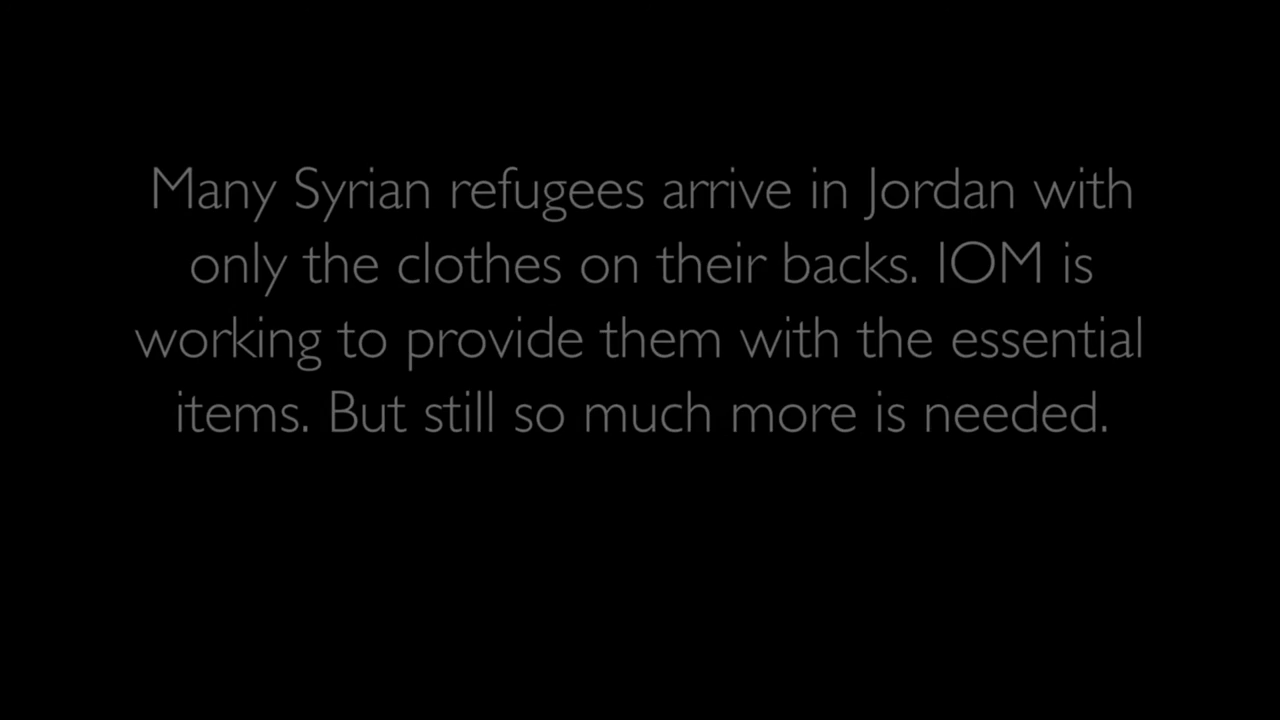 Many Syrian refugees arrive in Jordan with
only the clothes on their backs. IOM is
working to provide them with the essential
items. But still so much more is needed.